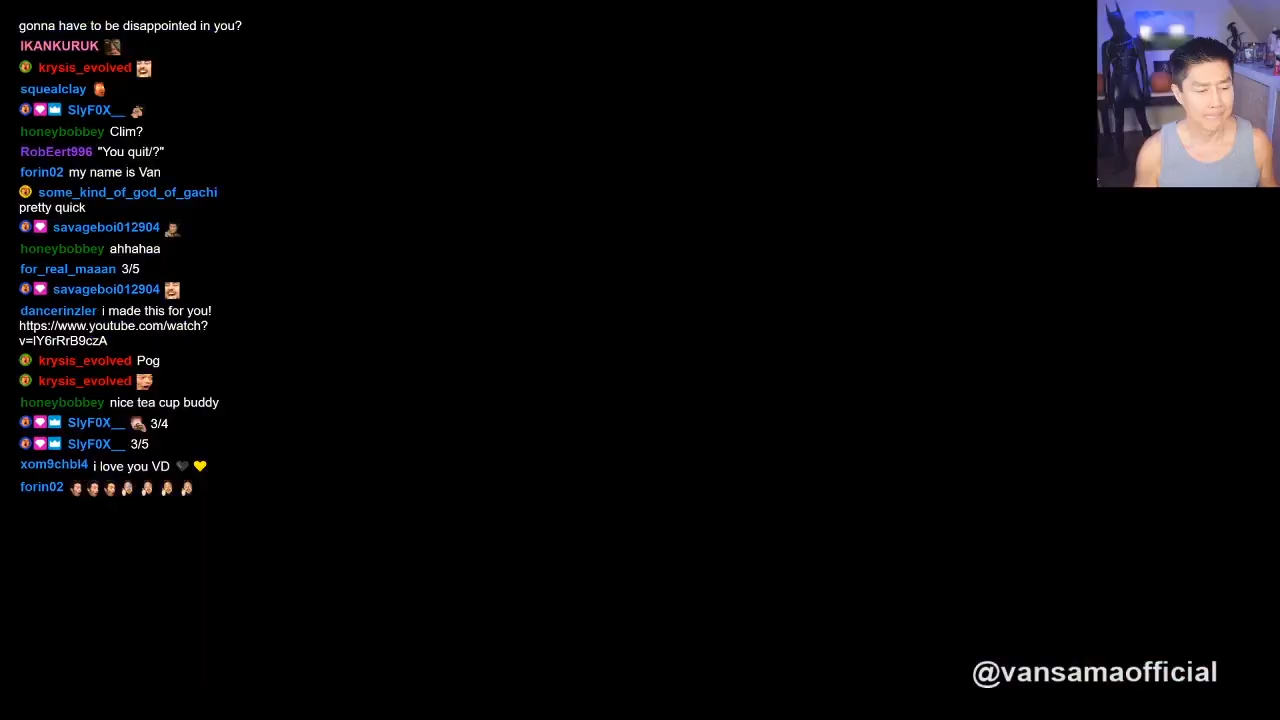 gonna have to be disappointed in you?
IKANKURUK
krysis_evolved
squealclay
SlyF0X__
honeybobbey Clim?
RobEert996 "You quit/?"
forin02 my name is Van
some_kind_of_god_of_gachi
pretty quick
savageboi012904
honeybobbey ahhahaa
for_real_maaan 3/5
savageboi012904
dancerinzler i made this for you!
https://www.youtube.com/watch?
v=lY6rRrB9czA
krysis_evolved Pog
krysis_evolved
honeybobbey nice tea cup buddy
SlyF0X__ 3/4
SlyF0X__ 3/5
xom9chbl4 i love you VD 🖤 💛
forin02
@vansamaofficial